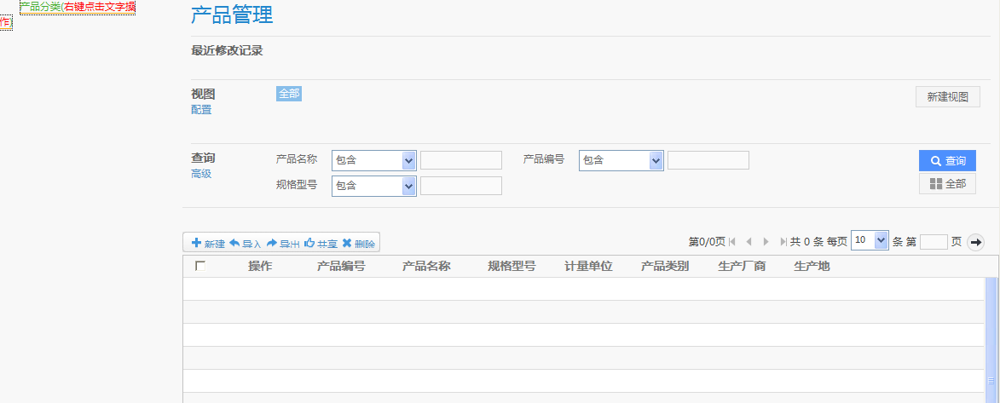 产品分类(右键点击文字操
作)
产品管理
最近修改记录
视图
全部
新建视图
配置
查询
产品名称
包含
产品编号
包含
查询
高级
规格型号
包含
全部
新建 导入 导出 共享 删除
第0/0页 共 0 条 每页 10 条 第 页
操作 产品编号 产品名称 规格型号 计量单位 产品类别 生产厂商 生产地